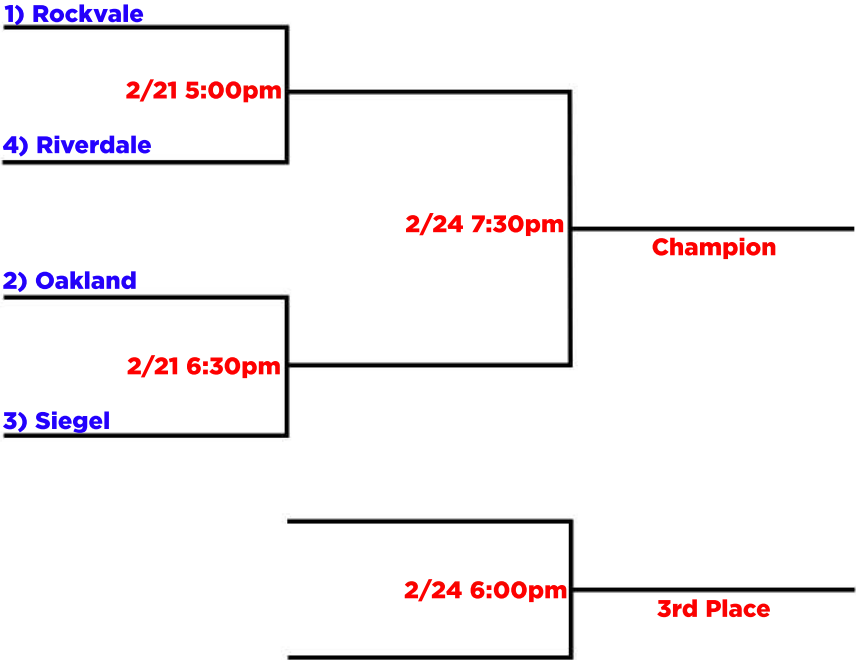 1) Rockvale
2/21 5:00pm
4) Riverdale
2/24 7:30pm
Champion
2) Oakland
2/21 6:30pm
3) Siegel
2/24 6:00pm
3rd Place